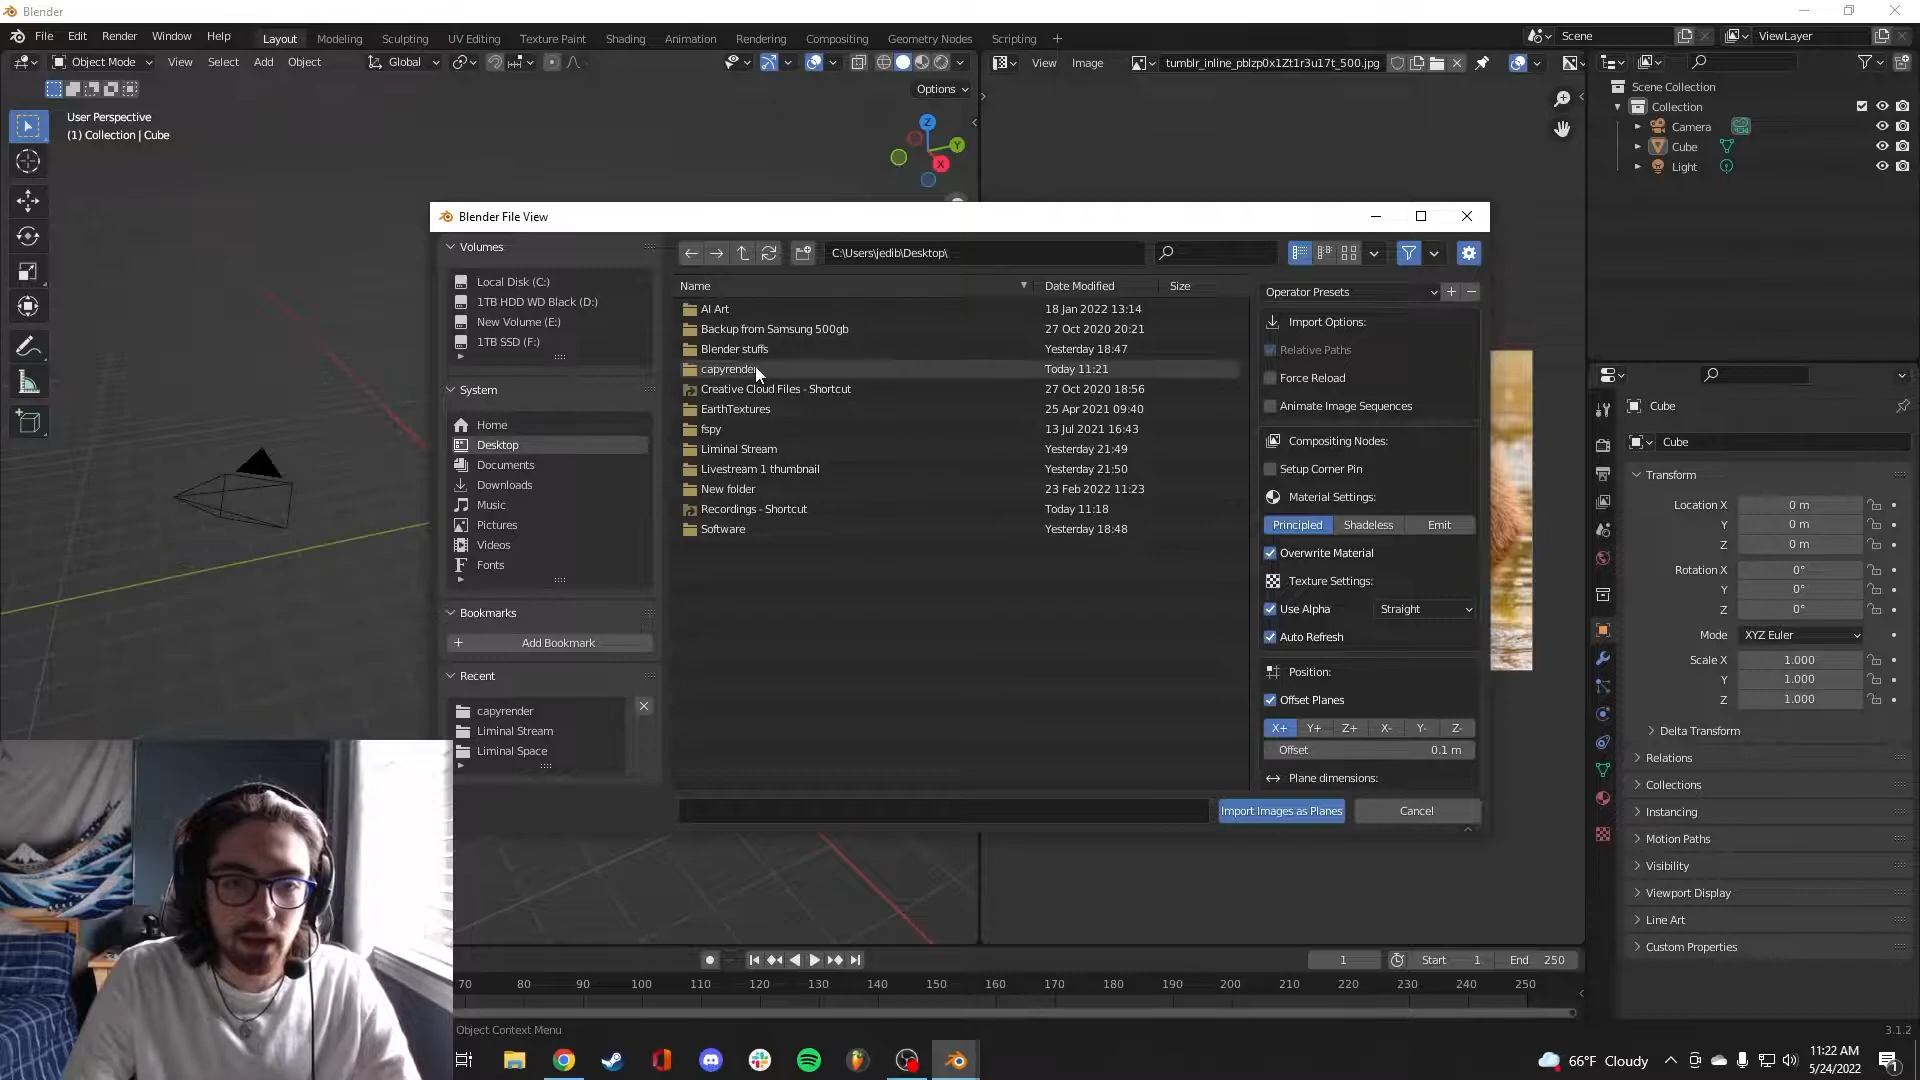 Blender
File Edit Render Window Help Layout Modeling Sculpting UV Editing Texture Paint Shading Animation Rendering Compositing Geometry Nodes Scripting + Scene ViewLayer
Object Mode View Select Add Object Global View Image tumblr_inline_pblzp0x1Zt1r3u17t_500.jpg
Options
User Perspective
(1) Collection | Cube
Z
Y
X
Scene Collection
Collection
Camera
Cube
Light
Blender File View
Volumes
Local Disk (C:)
1TB HDD WD Black (D:)
New Volume (E:)
1TB SSD (F:)
System
Home
Desktop
Documents
Downloads
Music
Pictures
Videos
Fonts
Bookmarks
+ Add Bookmark
Recent
capyrender
Liminal Stream
Liminal Space
C:\Users\jedib\Desktop\
Name Date Modified Size
AI Art 18 Jan 2022 13:14
Backup from Samsung 500gb 27 Oct 2020 20:21
Blender stuffs Yesterday 18:47
capyrender Today 11:21
Creative Cloud Files - Shortcut 27 Oct 2020 18:56
EarthTextures 25 Apr 2021 09:40
fspy 13 Jul 2021 16:43
Liminal Stream Yesterday 21:49
Livestream 1 thumbnail Yesterday 21:50
New folder 23 Feb 2022 11:23
Recordings - Shortcut Today 11:18
Software Yesterday 18:48
Operator Presets + −
Import Options:
Relative Paths
Force Reload
Animate Image Sequences
Compositing Nodes:
Setup Corner Pin
Material Settings:
Principled Shadeless Emit
Overwrite Material
Texture Settings:
Use Alpha Straight
Auto Refresh
Position:
Offset Planes
X+ Y+ Z+ X- Y- Z-
Offset 0.1 m
Plane dimensions:
Import Images as Planes Cancel
Cube
Cube
Transform
Location X 0 m
Y 0 m
Z 0 m
Rotation X 0°
Y 0°
Z 0°
Mode XYZ Euler
Scale X 1.000
Y 1.000
Z 1.000
Delta Transform
Relations
Collections
Instancing
Motion Paths
Visibility
Viewport Display
Line Art
Custom Properties
1 Start 1 End 250
70 80 90 100 110 120 130 140 150 160 170 180 190 200 210 220 230 240 250
Object Context Menu 3.1.2
66°F Cloudy 11:22 AM
5/24/2022
1